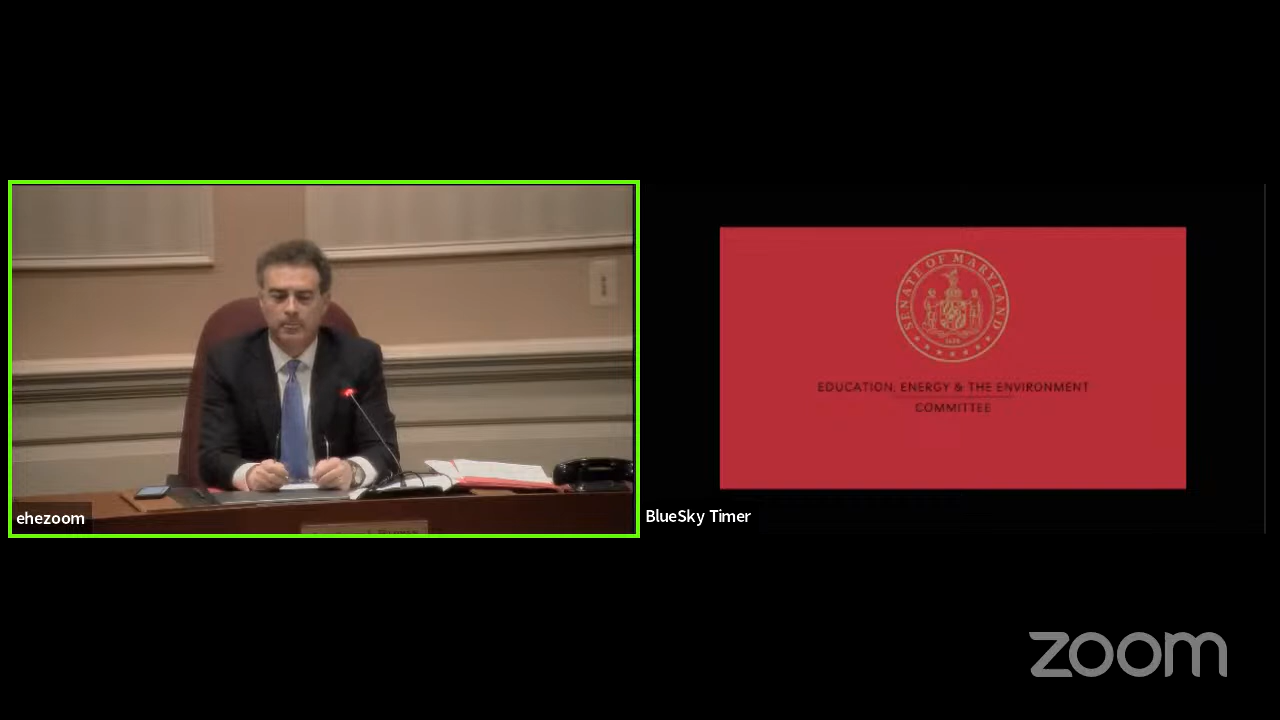 SENATE OF MARYLAND
EDUCATION, ENERGY & THE ENVIRONMENT
COMMITTEE
ehezoom
BlueSky Timer
zoom